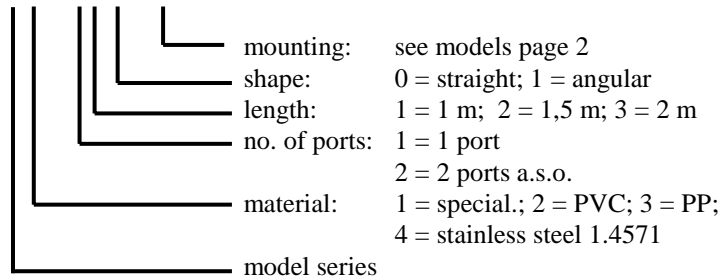 mounting: see models page 2
shape: 0 = straight; 1 = angular
length: 1 = 1 m; 2 = 1,5 m; 3 = 2 m
no. of ports: 1 = 1 port
2 = 2 ports a.s.o.
material: 1 = special.; 2 = PVC; 3 = PP;
4 = stainless steel 1.4571
model series